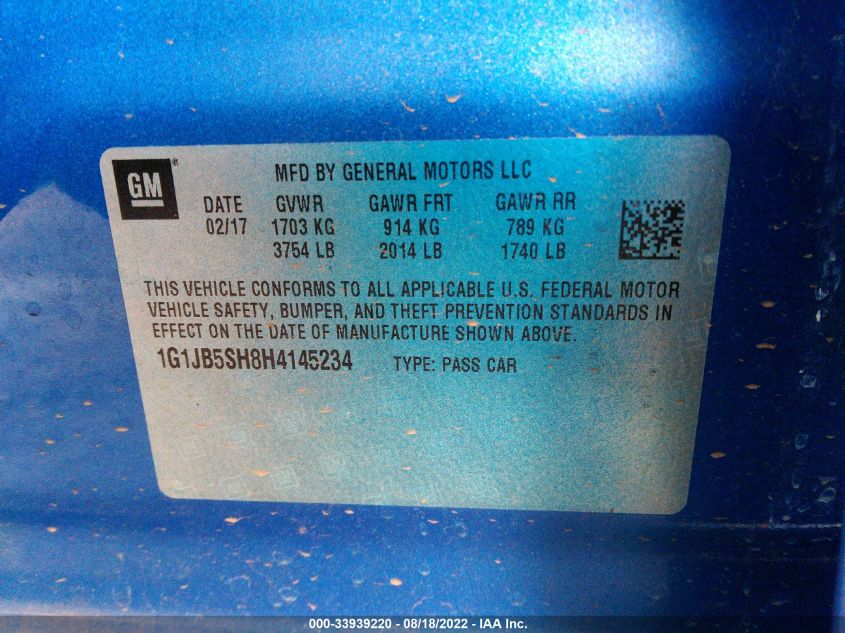 GM®
MFD BY GENERAL MOTORS LLC
DATE GVWR GAWR FRT GAWR RR
02/17 1703 KG 914 KG 789 KG
3754 LB 2014 LB 1740 LB
THIS VEHICLE CONFORMS TO ALL APPLICABLE U.S. FEDERAL MOTOR
VEHICLE SAFETY, BUMPER, AND THEFT PREVENTION STANDARDS IN
EFFECT ON THE DATE OF MANUFACTURE SHOWN ABOVE.
1G1JB5SH8H4145234 TYPE: PASS CAR
000-33939220 - 08/18/2022 - IAA Inc.